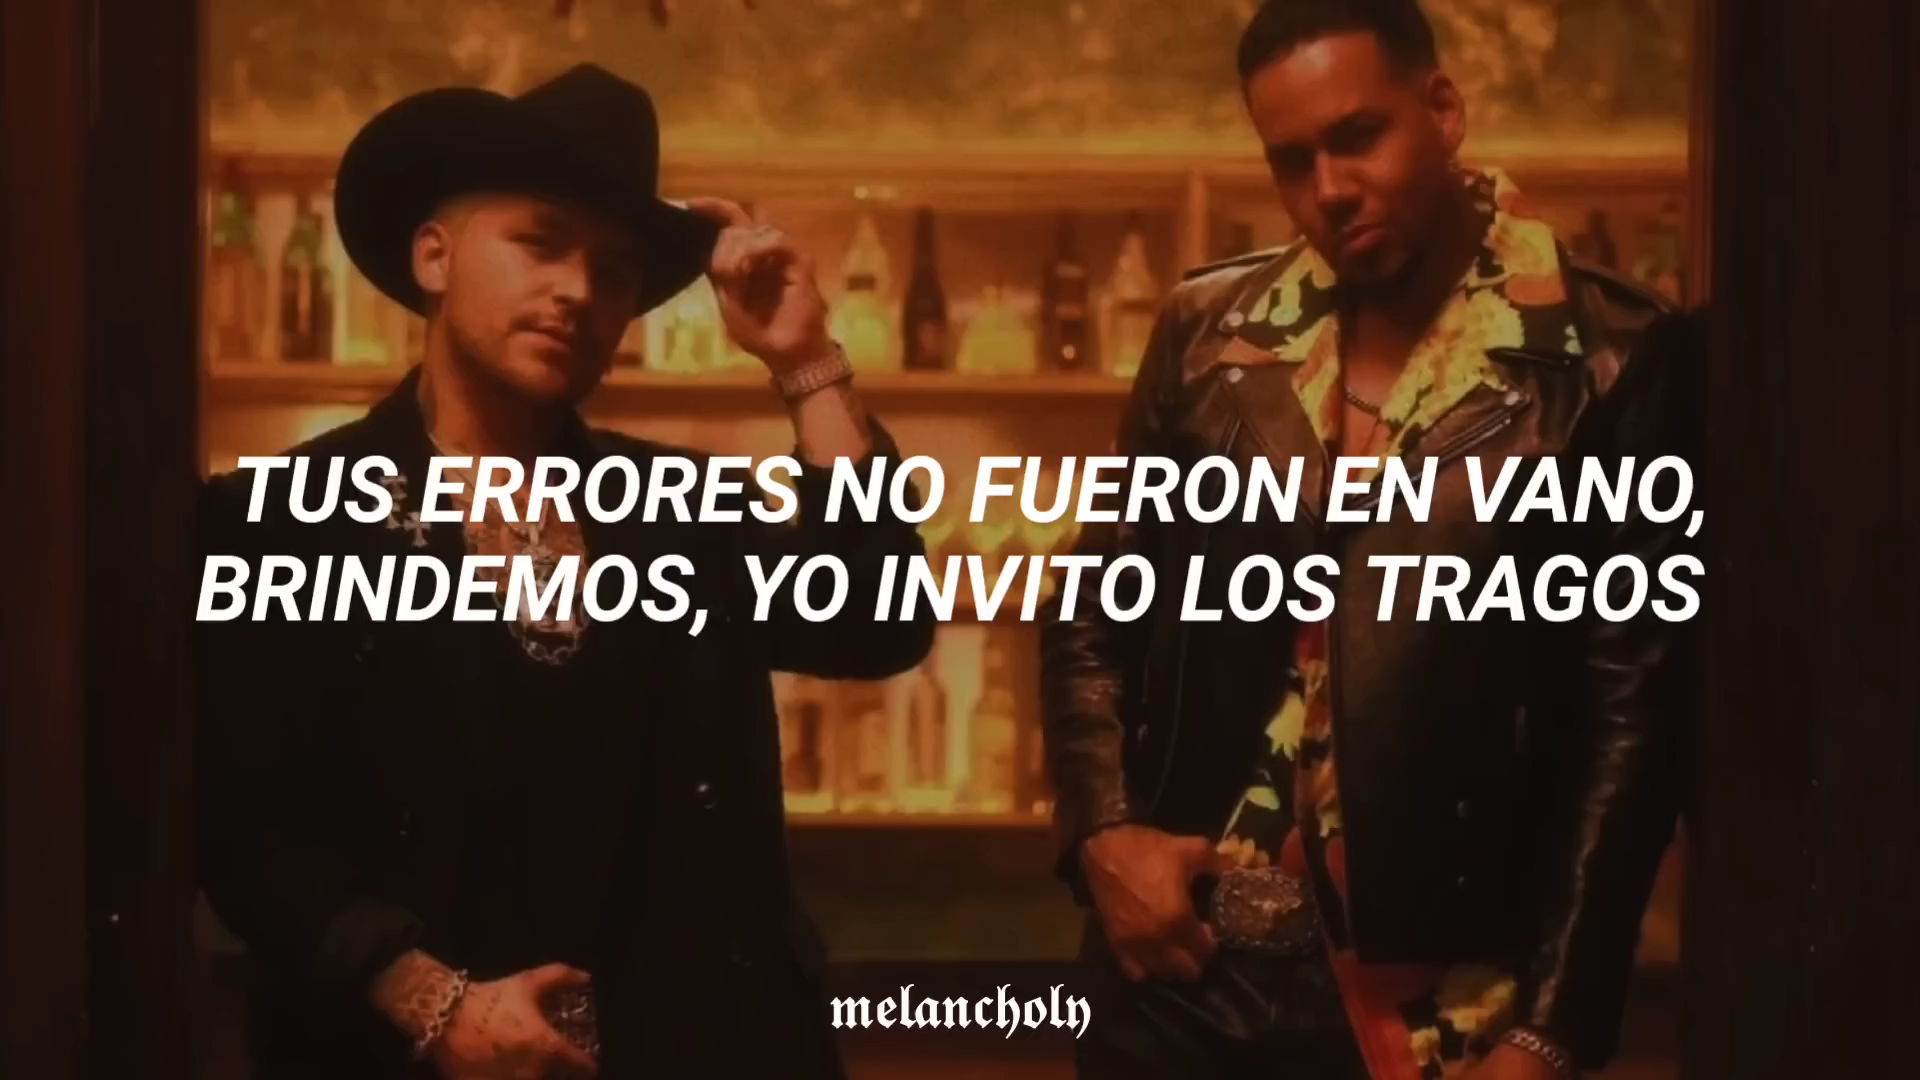 TUS ERRORES NO FUERON EN VANO,
BRINDEMOS, YO INVITO LOS TRAGOS
melancholy